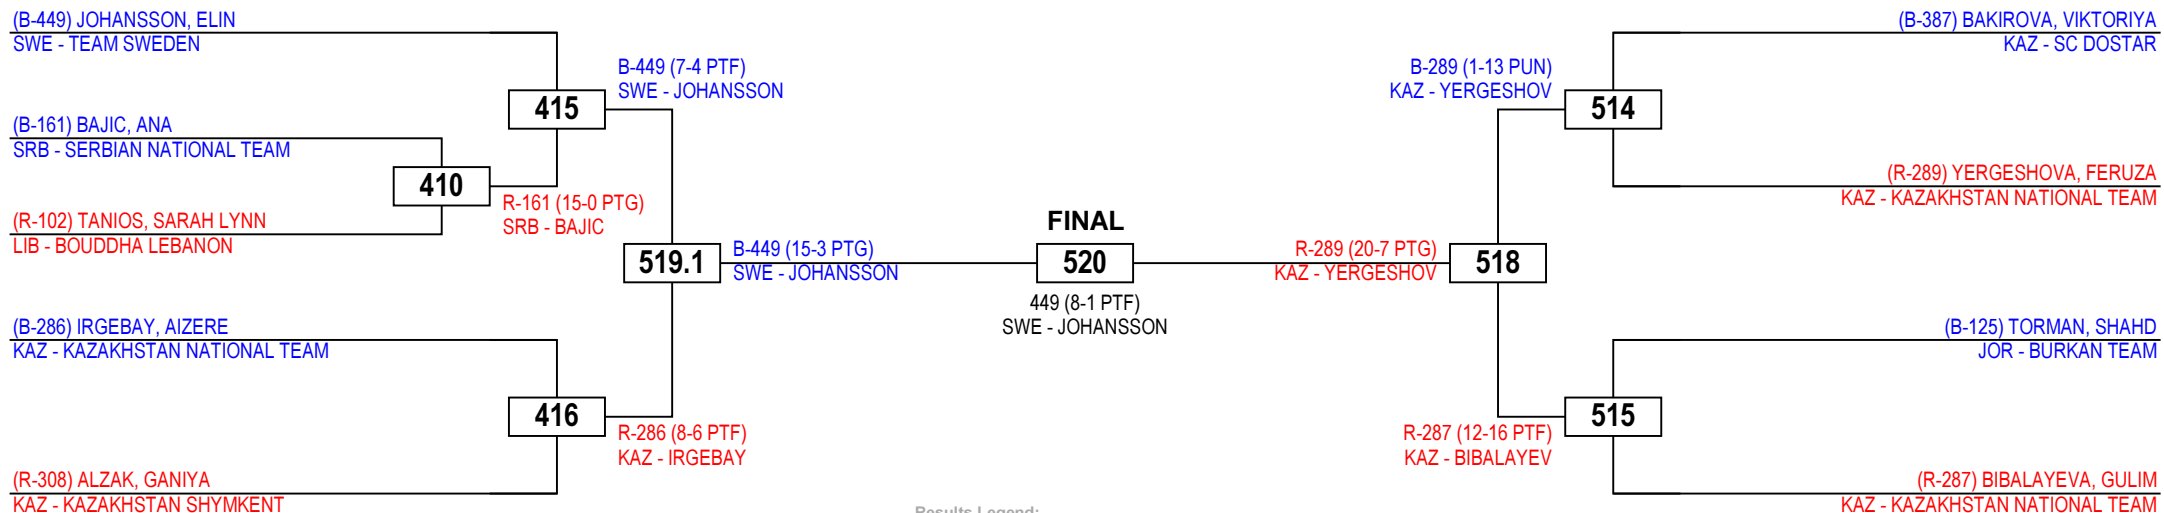 (B-449) JOHANSSON, ELIN
SWE - TEAM SWEDEN
(B-161) BAJIC, ANA
SRB - SERBIAN NATIONAL TEAM
(R-102) TANIOS, SARAH LYNN
LIB - BOUDDHA LEBANON
(B-286) IRGEBAY, AIZERE
KAZ - KAZAKHSTAN NATIONAL TEAM
(R-308) ALZAK, GANIYA
KAZ - KAZAKHSTAN SHYMKENT
410
R-161 (15-0 PTG)
SRB - BAJIC
415
B-449 (7-4 PTF)
SWE - JOHANSSON
416
R-286 (8-6 PTF)
KAZ - IRGEBAY
519.1
B-449 (15-3 PTG)
SWE - JOHANSSON
FINAL
520
449 (8-1 PTF)
SWE - JOHANSSON
R-289 (20-7 PTG)
KAZ - YERGESHOV
518
B-289 (1-13 PUN)
KAZ - YERGESHOV
514
R-287 (12-16 PTF)
KAZ - BIBALAYEV
515
(B-387) BAKIROVA, VIKTORIYA
KAZ - SC DOSTAR
(R-289) YERGESHOVA, FERUZA
KAZ - KAZAKHSTAN NATIONAL TEAM
(B-125) TORMAN, SHAHD
JOR - BURKAN TEAM
(R-287) BIBALAYEVA, GULIM
KAZ - KAZAKHSTAN NATIONAL TEAM
Results Legend: